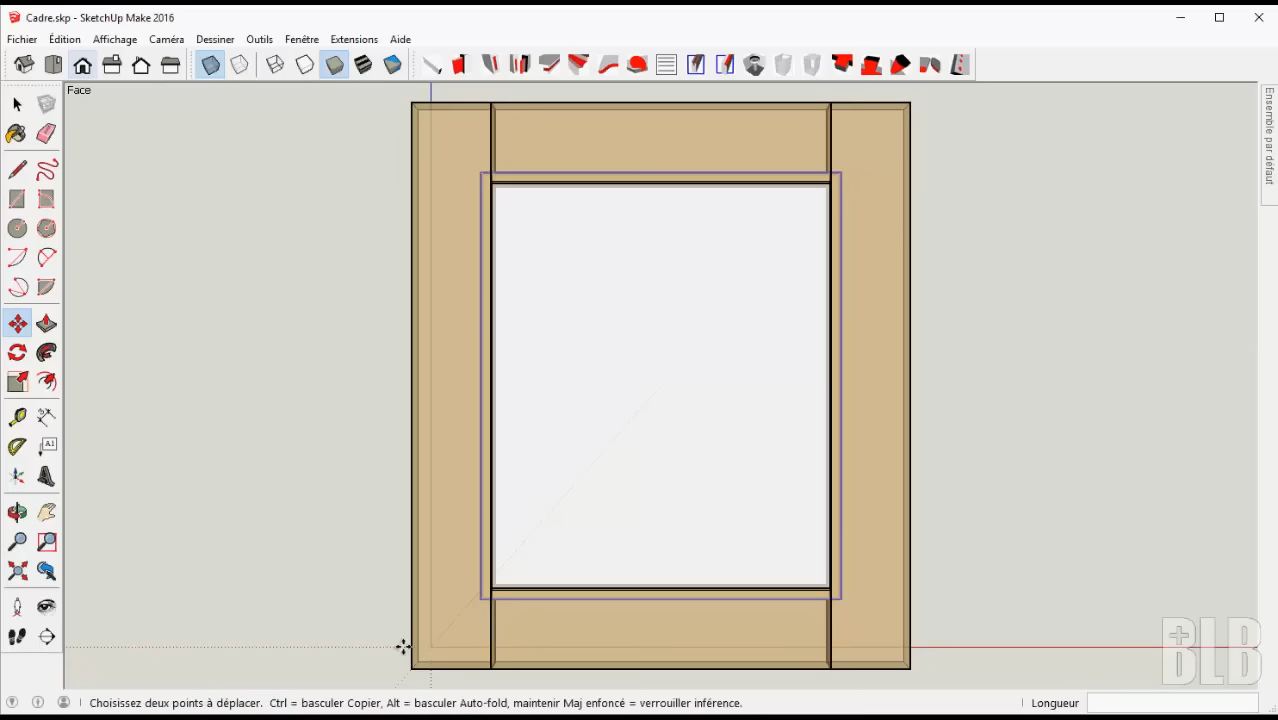 Cadre.skp - SketchUp Make 2016
Fichier Édition Affichage Caméra Dessiner Outils Fenêtre Extensions Aide
Face
Ensemble par défaut
A1
BLB
Choisissez deux points à déplacer. Ctrl = basculer Copier, Alt = basculer Auto-fold, maintenir Maj enfoncé = verrouiller inférence.
Longueur